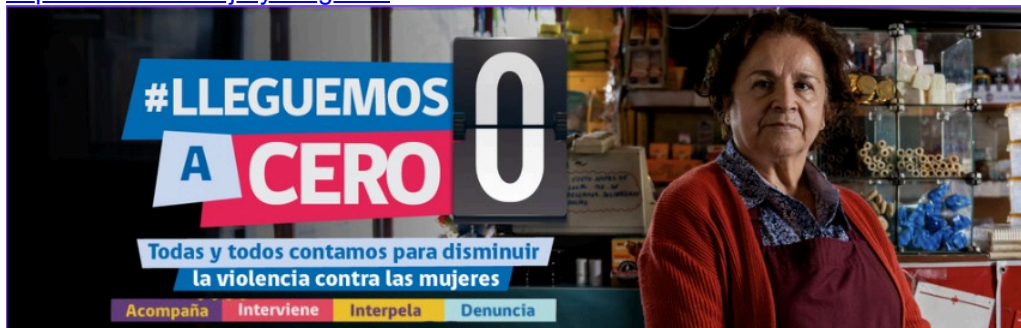 #LLEGUEMOS
A CERO
0
Todas y todos contamos para disminuir
la violencia contra las mujeres
Acompaña Interviene Interpela Denuncia